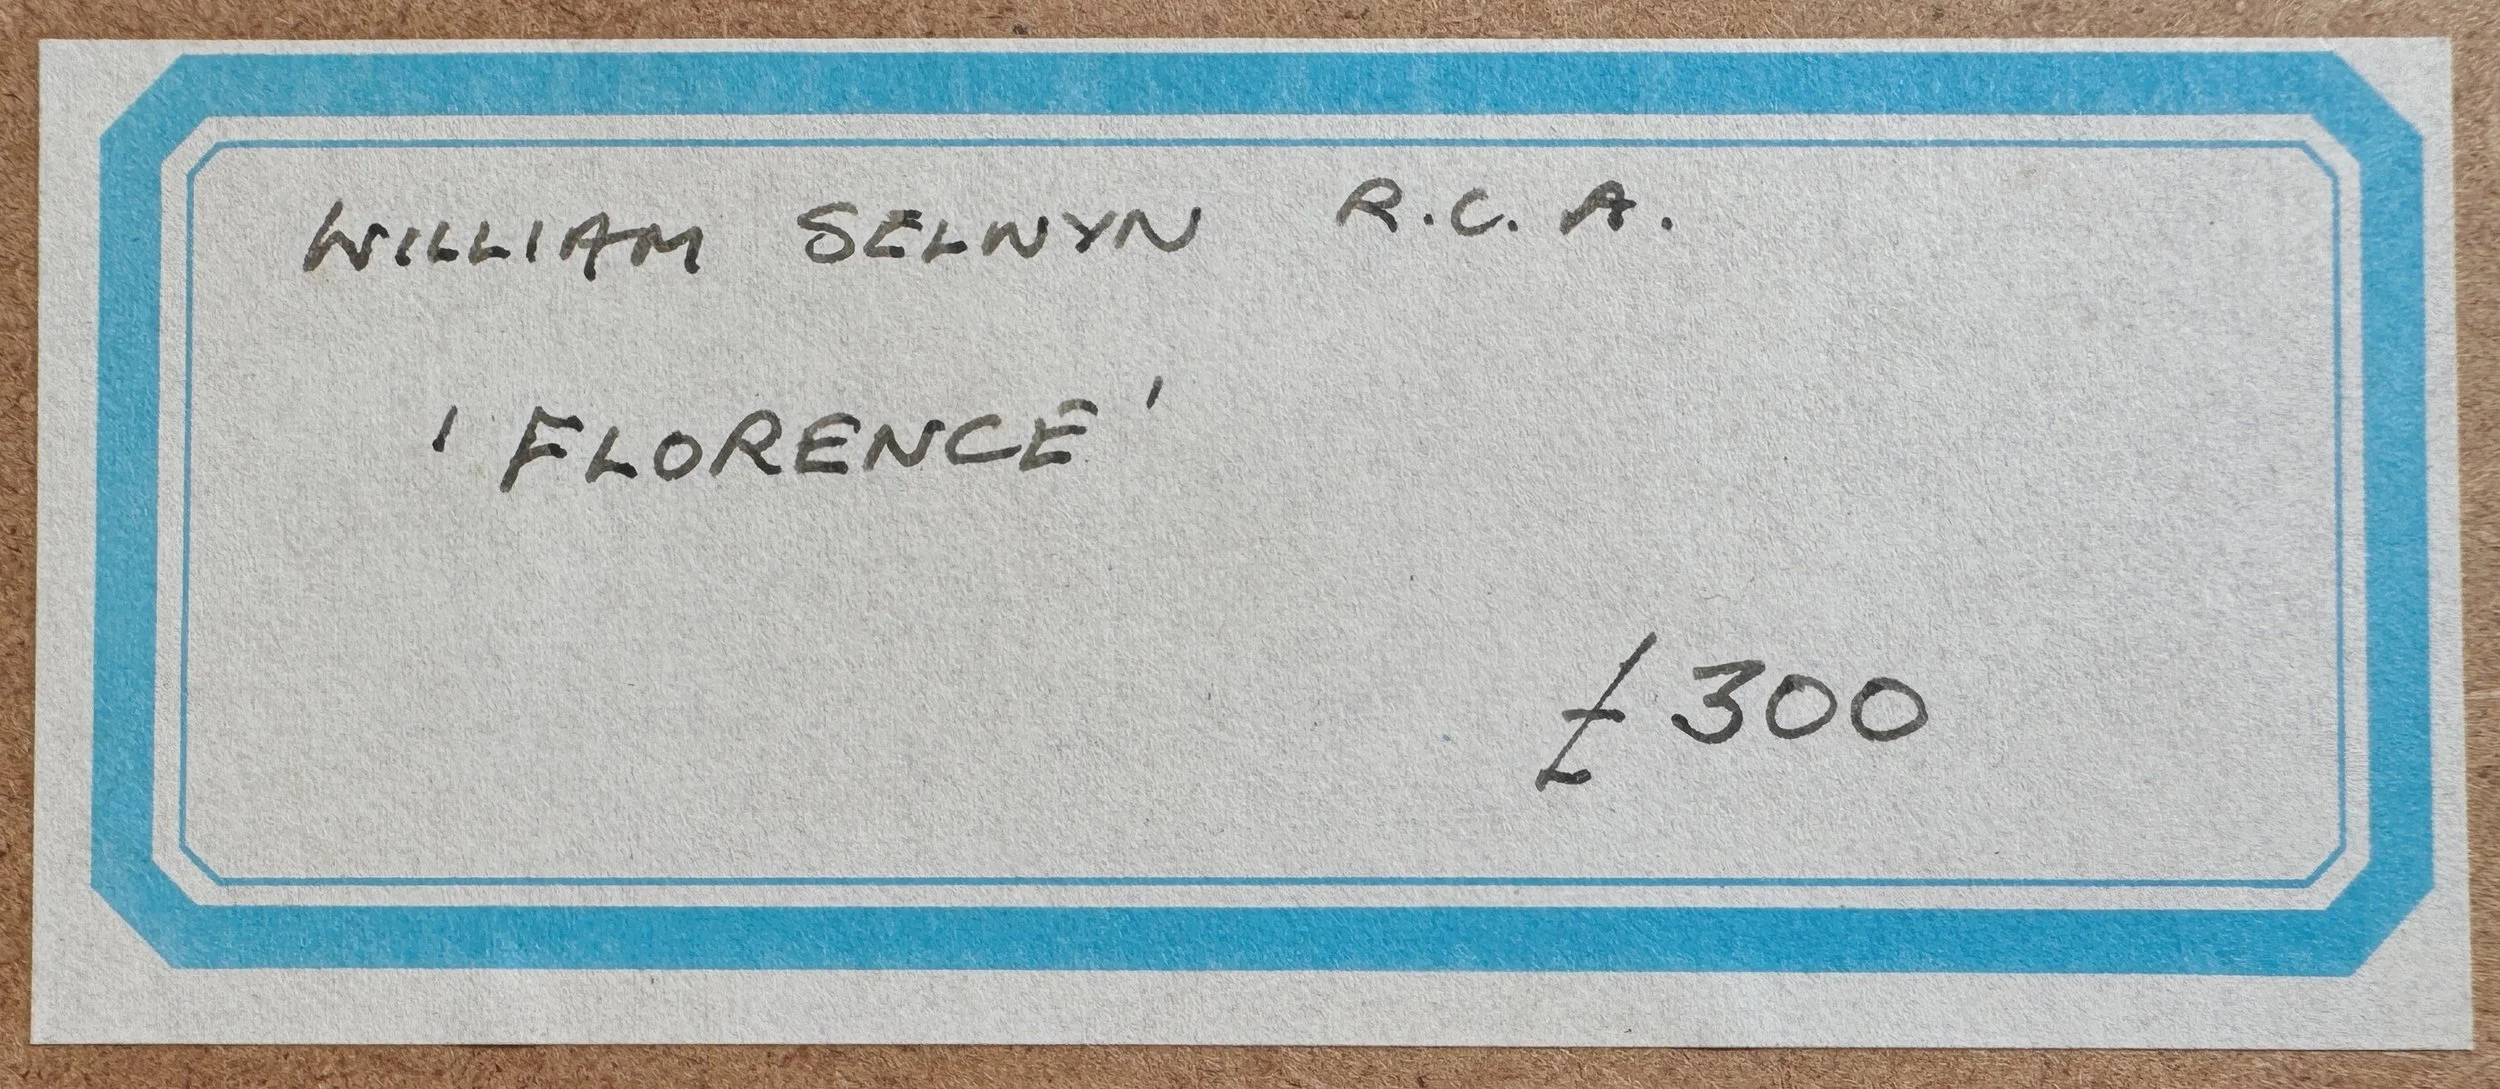 WILLIAM SELWYN R.C.A.
'FLORENCE'
£300